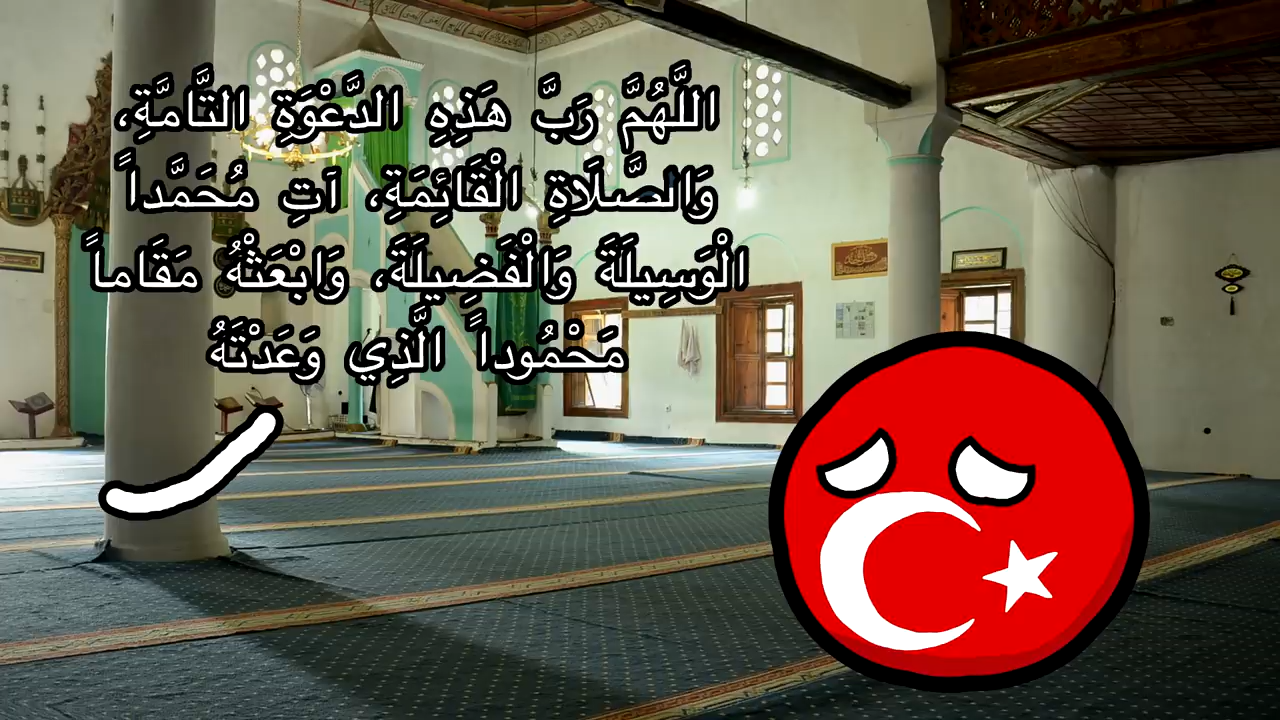 اللَّهُمَّ رَبَّ هَذِهِ الدَّعْوَةِ التَّامَّةِ،
وَالصَّلَاةِ الْقَائِمَةِ، آتِ مُحَمَّداً
الْوَسِيلَةَ وَالْفَضِيلَةَ، وَابْعَثْهُ مَقَاماً
مَحْمُوداً الَّذِي وَعَدْتَهُ